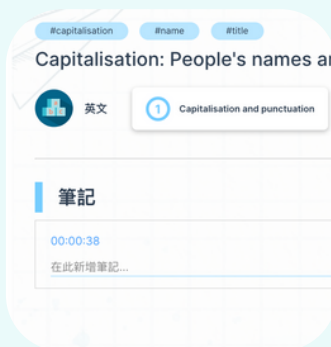 #capitalisation #name #title
Capitalisation: People's names a
英文 1 Capitalisation and punctuation
筆記
00:00:38
在此新增筆記...